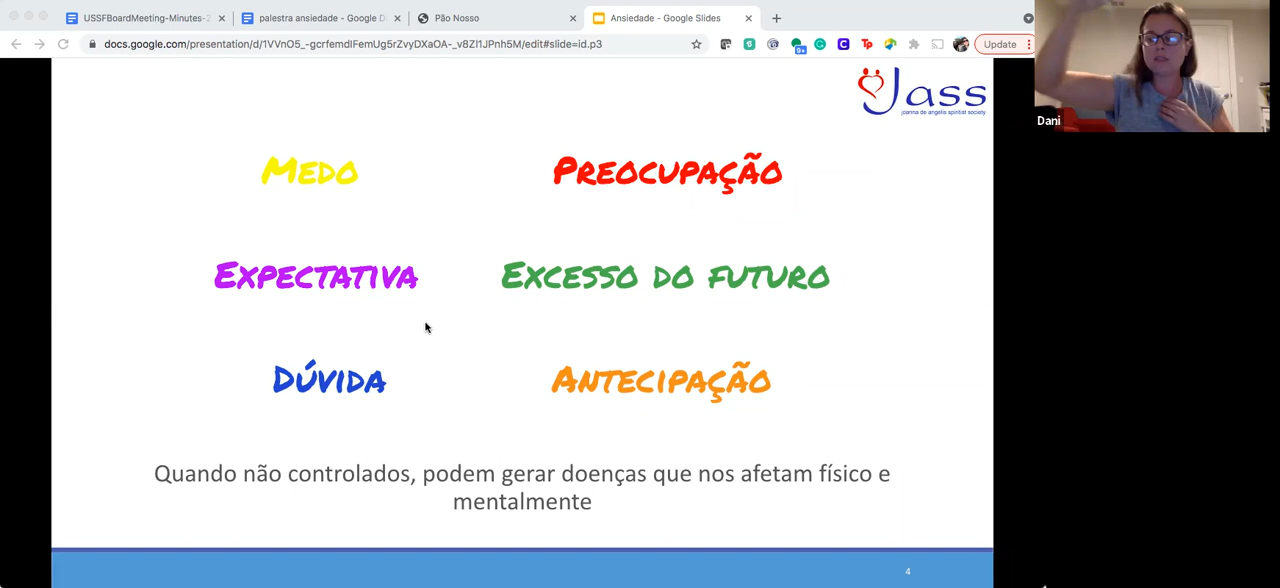 USSFBoardMeeting-Minutes-2
palestra ansiedade - Google D
Pão Nosso
Ansiedade - Google Slides
docs.google.com/presentation/d/1VVnO5_-gcrfemdIFemUg5rZvyDXaOA-_v8Zl1JPnh5M/edit#slide=id.p3
9+
C
Tp
Update
Dani
Jass
joanna de angelis spiritist society
MEDO
PREOCUPAÇÃO
EXPECTATIVA
EXCESSO DO FUTURO
DÚVIDA
ANTECIPAÇÃO
Quando não controlados, podem gerar doenças que nos afetam físico e
mentalmente
4